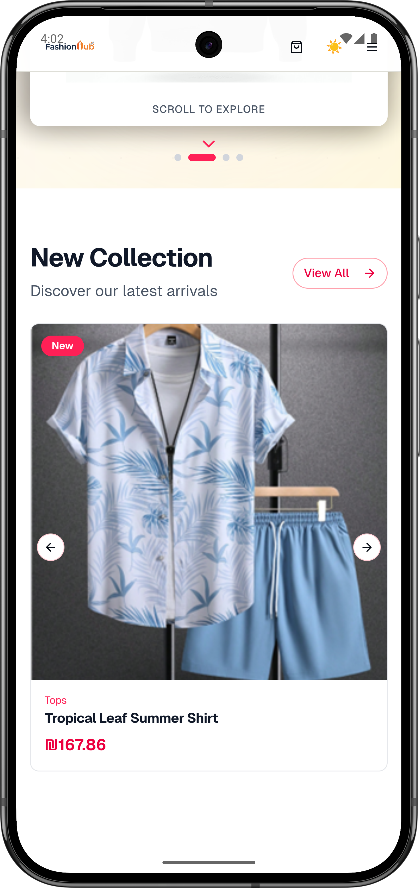 4:02
FashionHub
SCROLL TO EXPLORE
New Collection
View All
Discover our latest arrivals
New
Tops
Tropical Leaf Summer Shirt
₪167.86